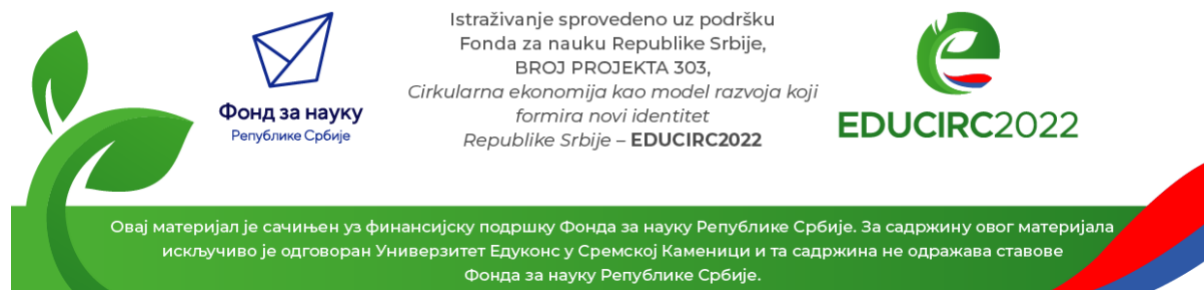 Фонд за науку
Републике Србије
Istraživanje sprovedeno uz podršku
Fonda za nauku Republike Srbije,
BROJ PROJEKTA 303,
Cirkularna ekonomija kao model razvoja koji
formira novi identitet
Republike Srbije – EDUCIRC2022
EDUCIRC2022
Овај материјал је сачињен уз финансијску подршку Фонда за науку Републике Србије. За садржину овог материјала
искључиво је одговоран Универзитет Едуконс у Сремској Каменици и та садржина не одражава ставове
Фонда за науку Републике Србије.